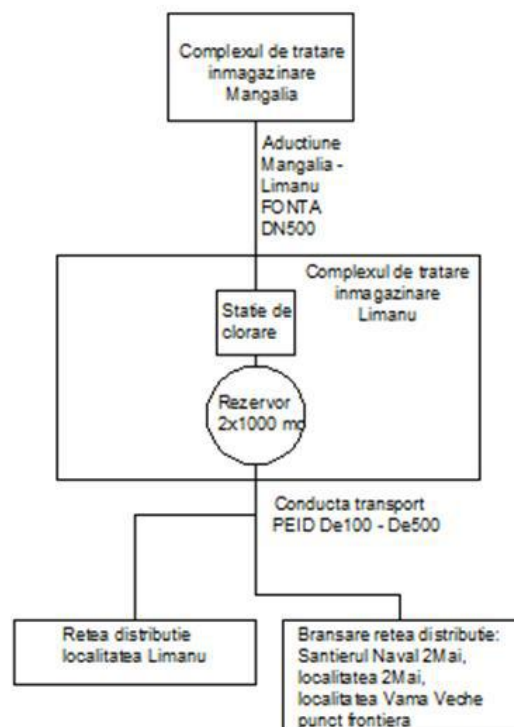 Complexul de tratare
inmagazinare
Mangalia
Aductiune
Mangalia -
Limanu
FONTA
DN500
Complexul de tratare
inmagazinare
Limanu
Statie de
clorare
Rezervor
2x1000 mc
Conducta transport
PEID De100 - De500
Retea distributie
localitatea Limanu
Bransare retea distributie:
Santierul Naval 2Mai,
localitatea 2Mai,
localitatea Vama Veche
punct frontiera